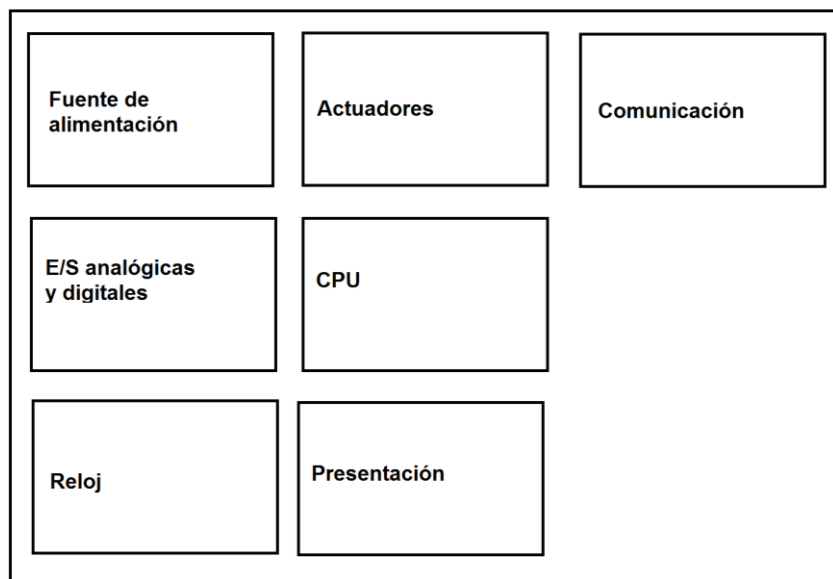 Fuente de
alimentación
Actuadores
Comunicación
E/S analógicas
y digitales
CPU
Reloj
Presentación